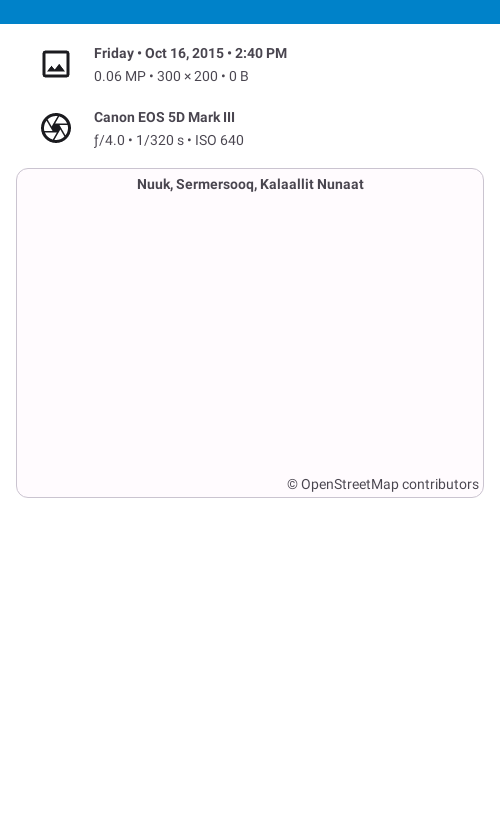 Friday • Oct 16, 2015 • 2:40 PM
0.06 MP • 300 × 200 • 0 B
Canon EOS 5D Mark III
ƒ/4.0 • 1/320 s • ISO 640
Nuuk, Sermersooq, Kalaallit Nunaat
© OpenStreetMap contributors